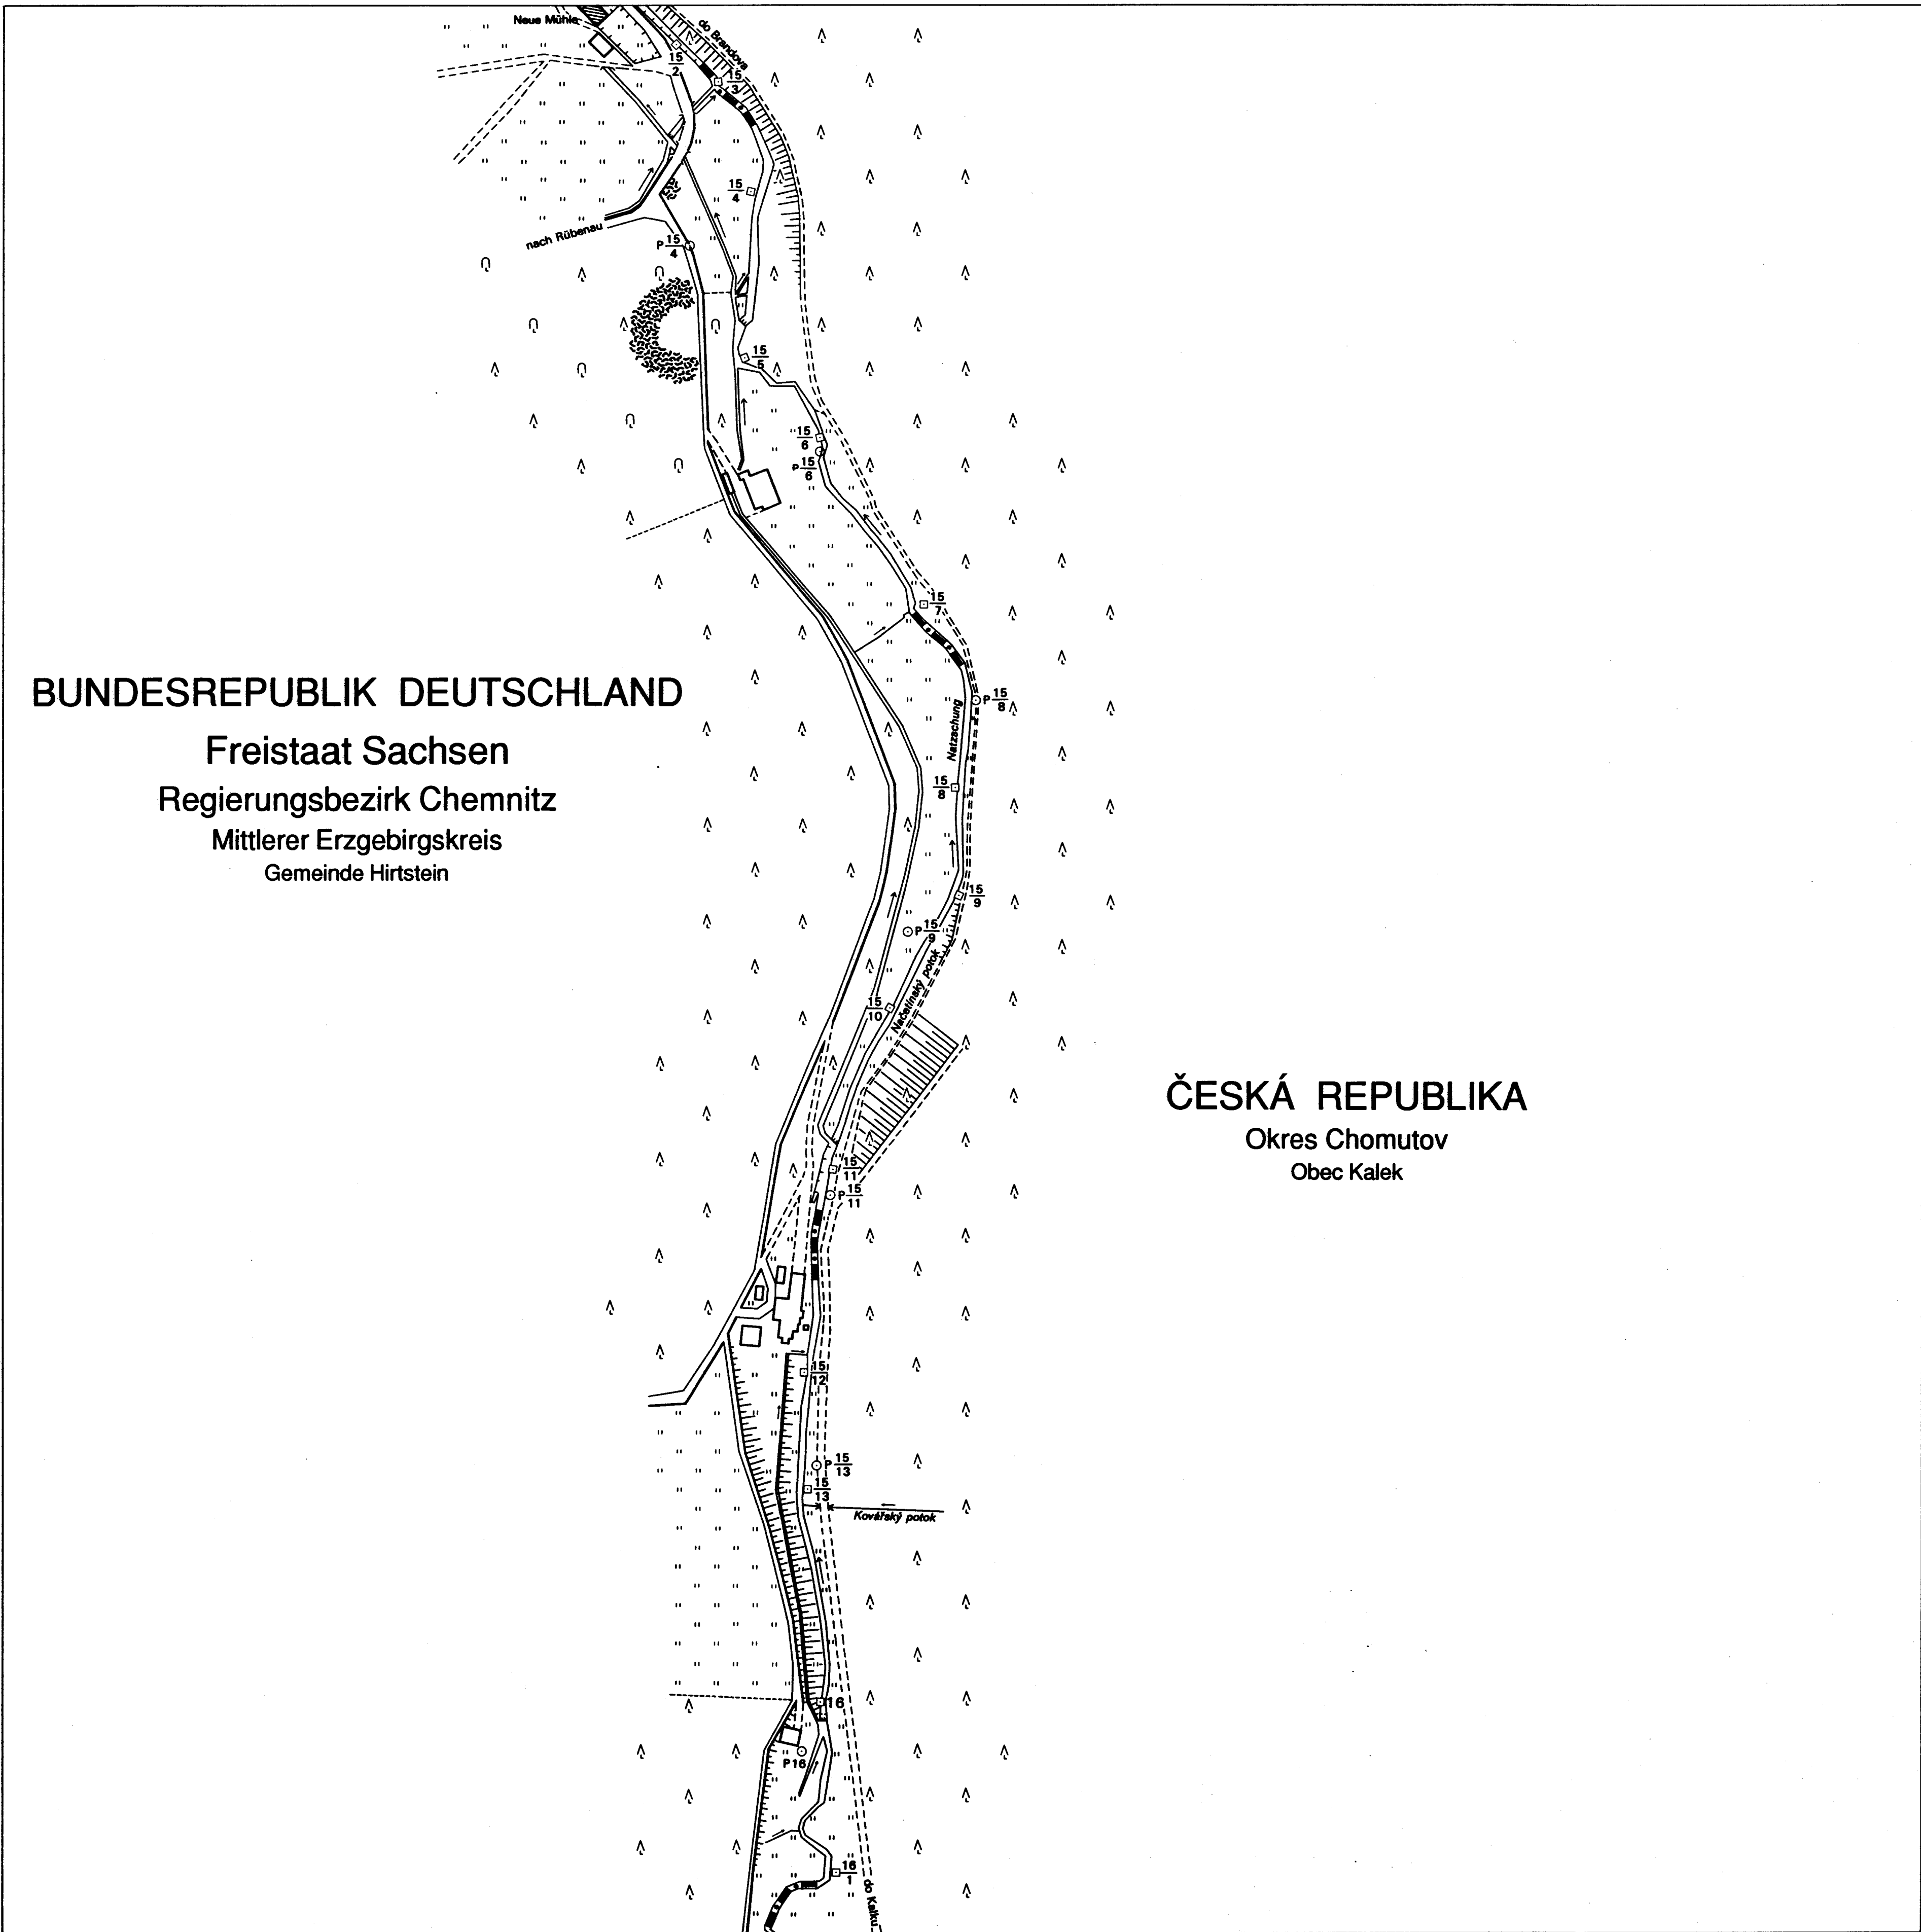 Neue Mühle
do Brandova
15
2
15
3
15
4
nach Rübenau
P 15
4
15
5
15
6
P 15
6
15
7
P 15
8
Natzschung
15
8
15
9
P 15
9
Načetínský potok
15
10
15
11
P 15
11
15
12
P 15
13
15
13
Kovářský potok
16
P 16
16
1
do Kalku
BUNDESREPUBLIK DEUTSCHLAND
Freistaat Sachsen
Regierungsbezirk Chemnitz
Mittlerer Erzgebirgskreis
Gemeinde Hirtstein
ČESKÁ REPUBLIKA
Okres Chomutov
Obec Kalek